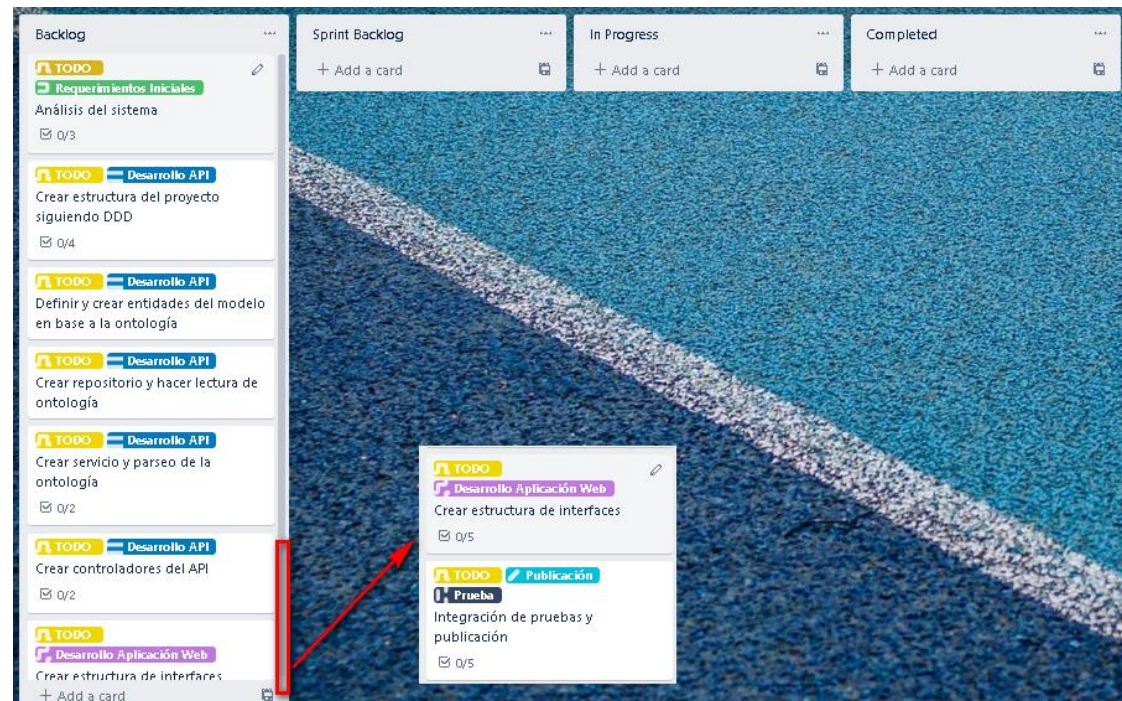 Backlog
TODO
Requerimientos Iniciales
Análisis del sistema
0/3
TODO Desarrollo API
Crear estructura del proyecto
siguiendo DDD
0/4
TODO Desarrollo API
Definir y crear entidades del modelo
en base a la ontología
TODO Desarrollo API
Crear repositorio y hacer lectura de
ontología
TODO Desarrollo API
Crear servicio y parseo de la
ontología
0/2
TODO Desarrollo API
Crear controladores del API
0/2
TODO
Desarrollo Aplicación Web
Crear estructura de interfaces
+ Add a card
Sprint Backlog
+ Add a card
In Progress
+ Add a card
Completed
+ Add a card
TODO
Desarrollo Aplicación Web
Crear estructura de interfaces
0/5
TODO Publicación
Prueba
Integración de pruebas y
publicación
0/5